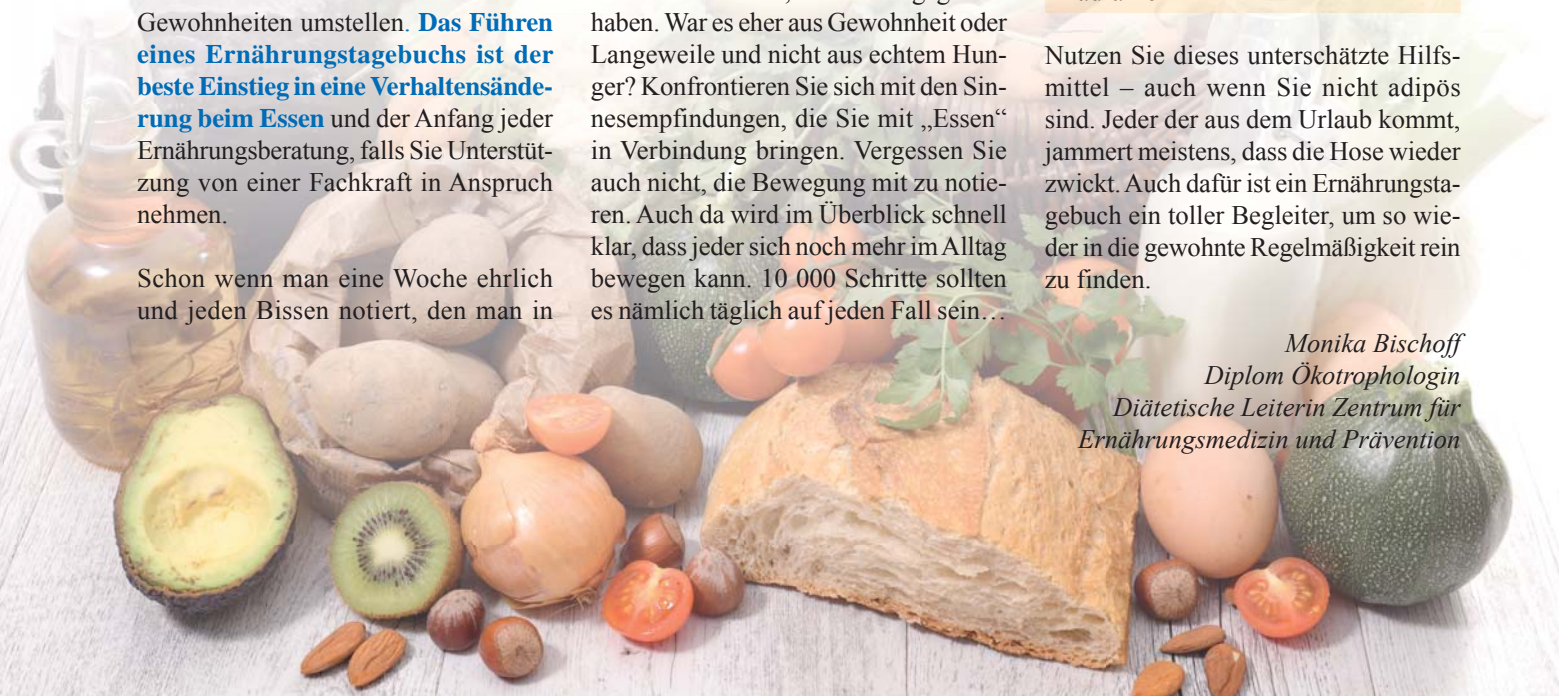 Gewohnheiten umstellen. Das Führen
eines Ernährungstagebuchs ist der
beste Einstieg in eine Verhaltensände-
rung beim Essen und der Anfang jeder
Ernährungsberatung, falls Sie Unterstüt-
zung von einer Fachkraft in Anspruch
nehmen.
Schon wenn man eine Woche ehrlich
und jeden Bissen notiert, den man in
haben. War es eher aus Gewohnheit oder
Langeweile und nicht aus echtem Hun-
ger? Konfrontieren Sie sich mit den Sin-
nesempfindungen, die Sie mit „Essen“
in Verbindung bringen. Vergessen Sie
auch nicht, die Bewegung mit zu notie-
ren. Auch da wird im Überblick schnell
klar, dass jeder sich noch mehr im Alltag
bewegen kann. 10 000 Schritte sollten
es nämlich täglich auf jeden Fall sein…
Nutzen Sie dieses unterschätzte Hilfs-
mittel – auch wenn Sie nicht adipös
sind. Jeder der aus dem Urlaub kommt,
jammert meistens, dass die Hose wieder
zwickt. Auch dafür ist ein Ernährungsta-
gebuch ein toller Begleiter, um so wie-
der in die gewohnte Regelmäßigkeit rein
zu finden.
Monika Bischoff
Diplom Ökotrophologin
Diätetische Leiterin Zentrum für
Ernährungsmedizin und Prävention